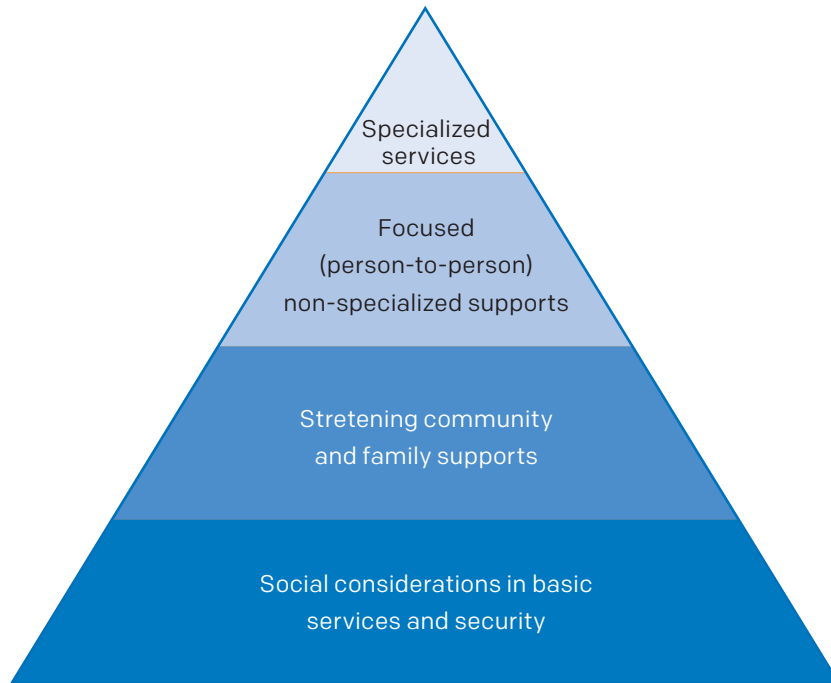 Specialized
services
Focused
(person-to-person)
non-specialized supports
Stretening community
and family supports
Social considerations in basic
services and security